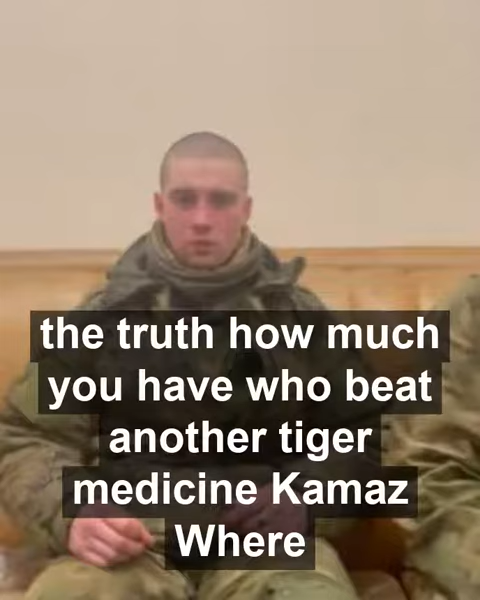 the truth how much
you have who beat
another tiger
medicine Kamaz
Where